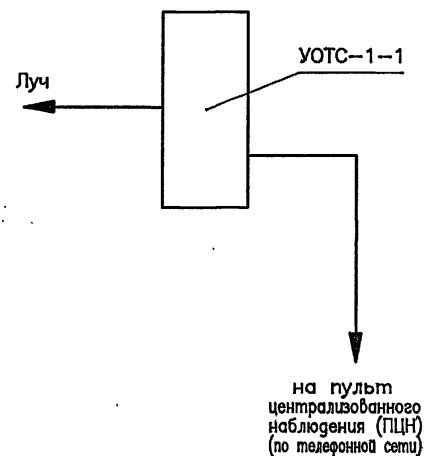 УОТС-1-1
Луч
на пульт
централизованного
наблюдения (ПЦН)
(по телефонной сети)